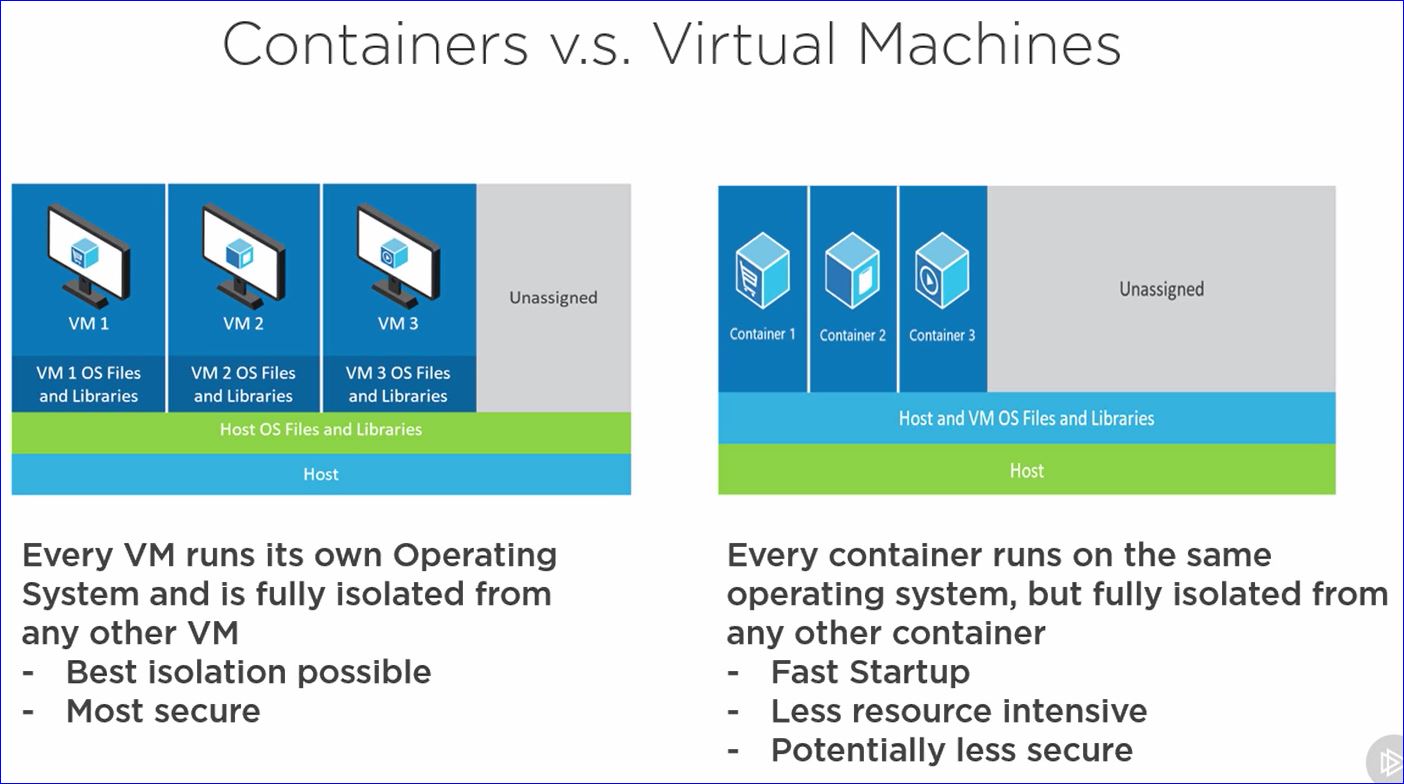 Containers v.s. Virtual Machines
VM 1
VM 2
VM 3
Unassigned
VM 1 OS Files
and Libraries
VM 2 OS Files
and Libraries
VM 3 OS Files
and Libraries
Host OS Files and Libraries
Host
Every VM runs its own Operating
System and is fully isolated from
any other VM
- Best isolation possible
- Most secure
Container 1
Container 2
Container 3
Unassigned
Host and VM OS Files and Libraries
Host
Every container runs on the same
operating system, but fully isolated from
any other container
- Fast Startup
- Less resource intensive
- Potentially less secure